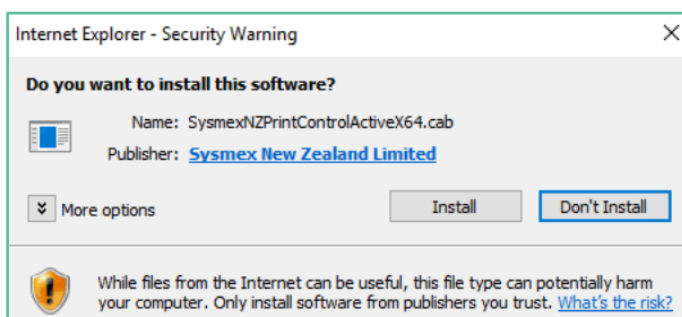 Internet Explorer - Security Warning
Do you want to install this software?
Name: SysmexNZPrintControlActiveX64.cab
Publisher: Sysmex New Zealand Limited
More options
Install
Don't Install
While files from the Internet can be useful, this file type can potentially harm
your computer. Only install software from publishers you trust. What's the risk?